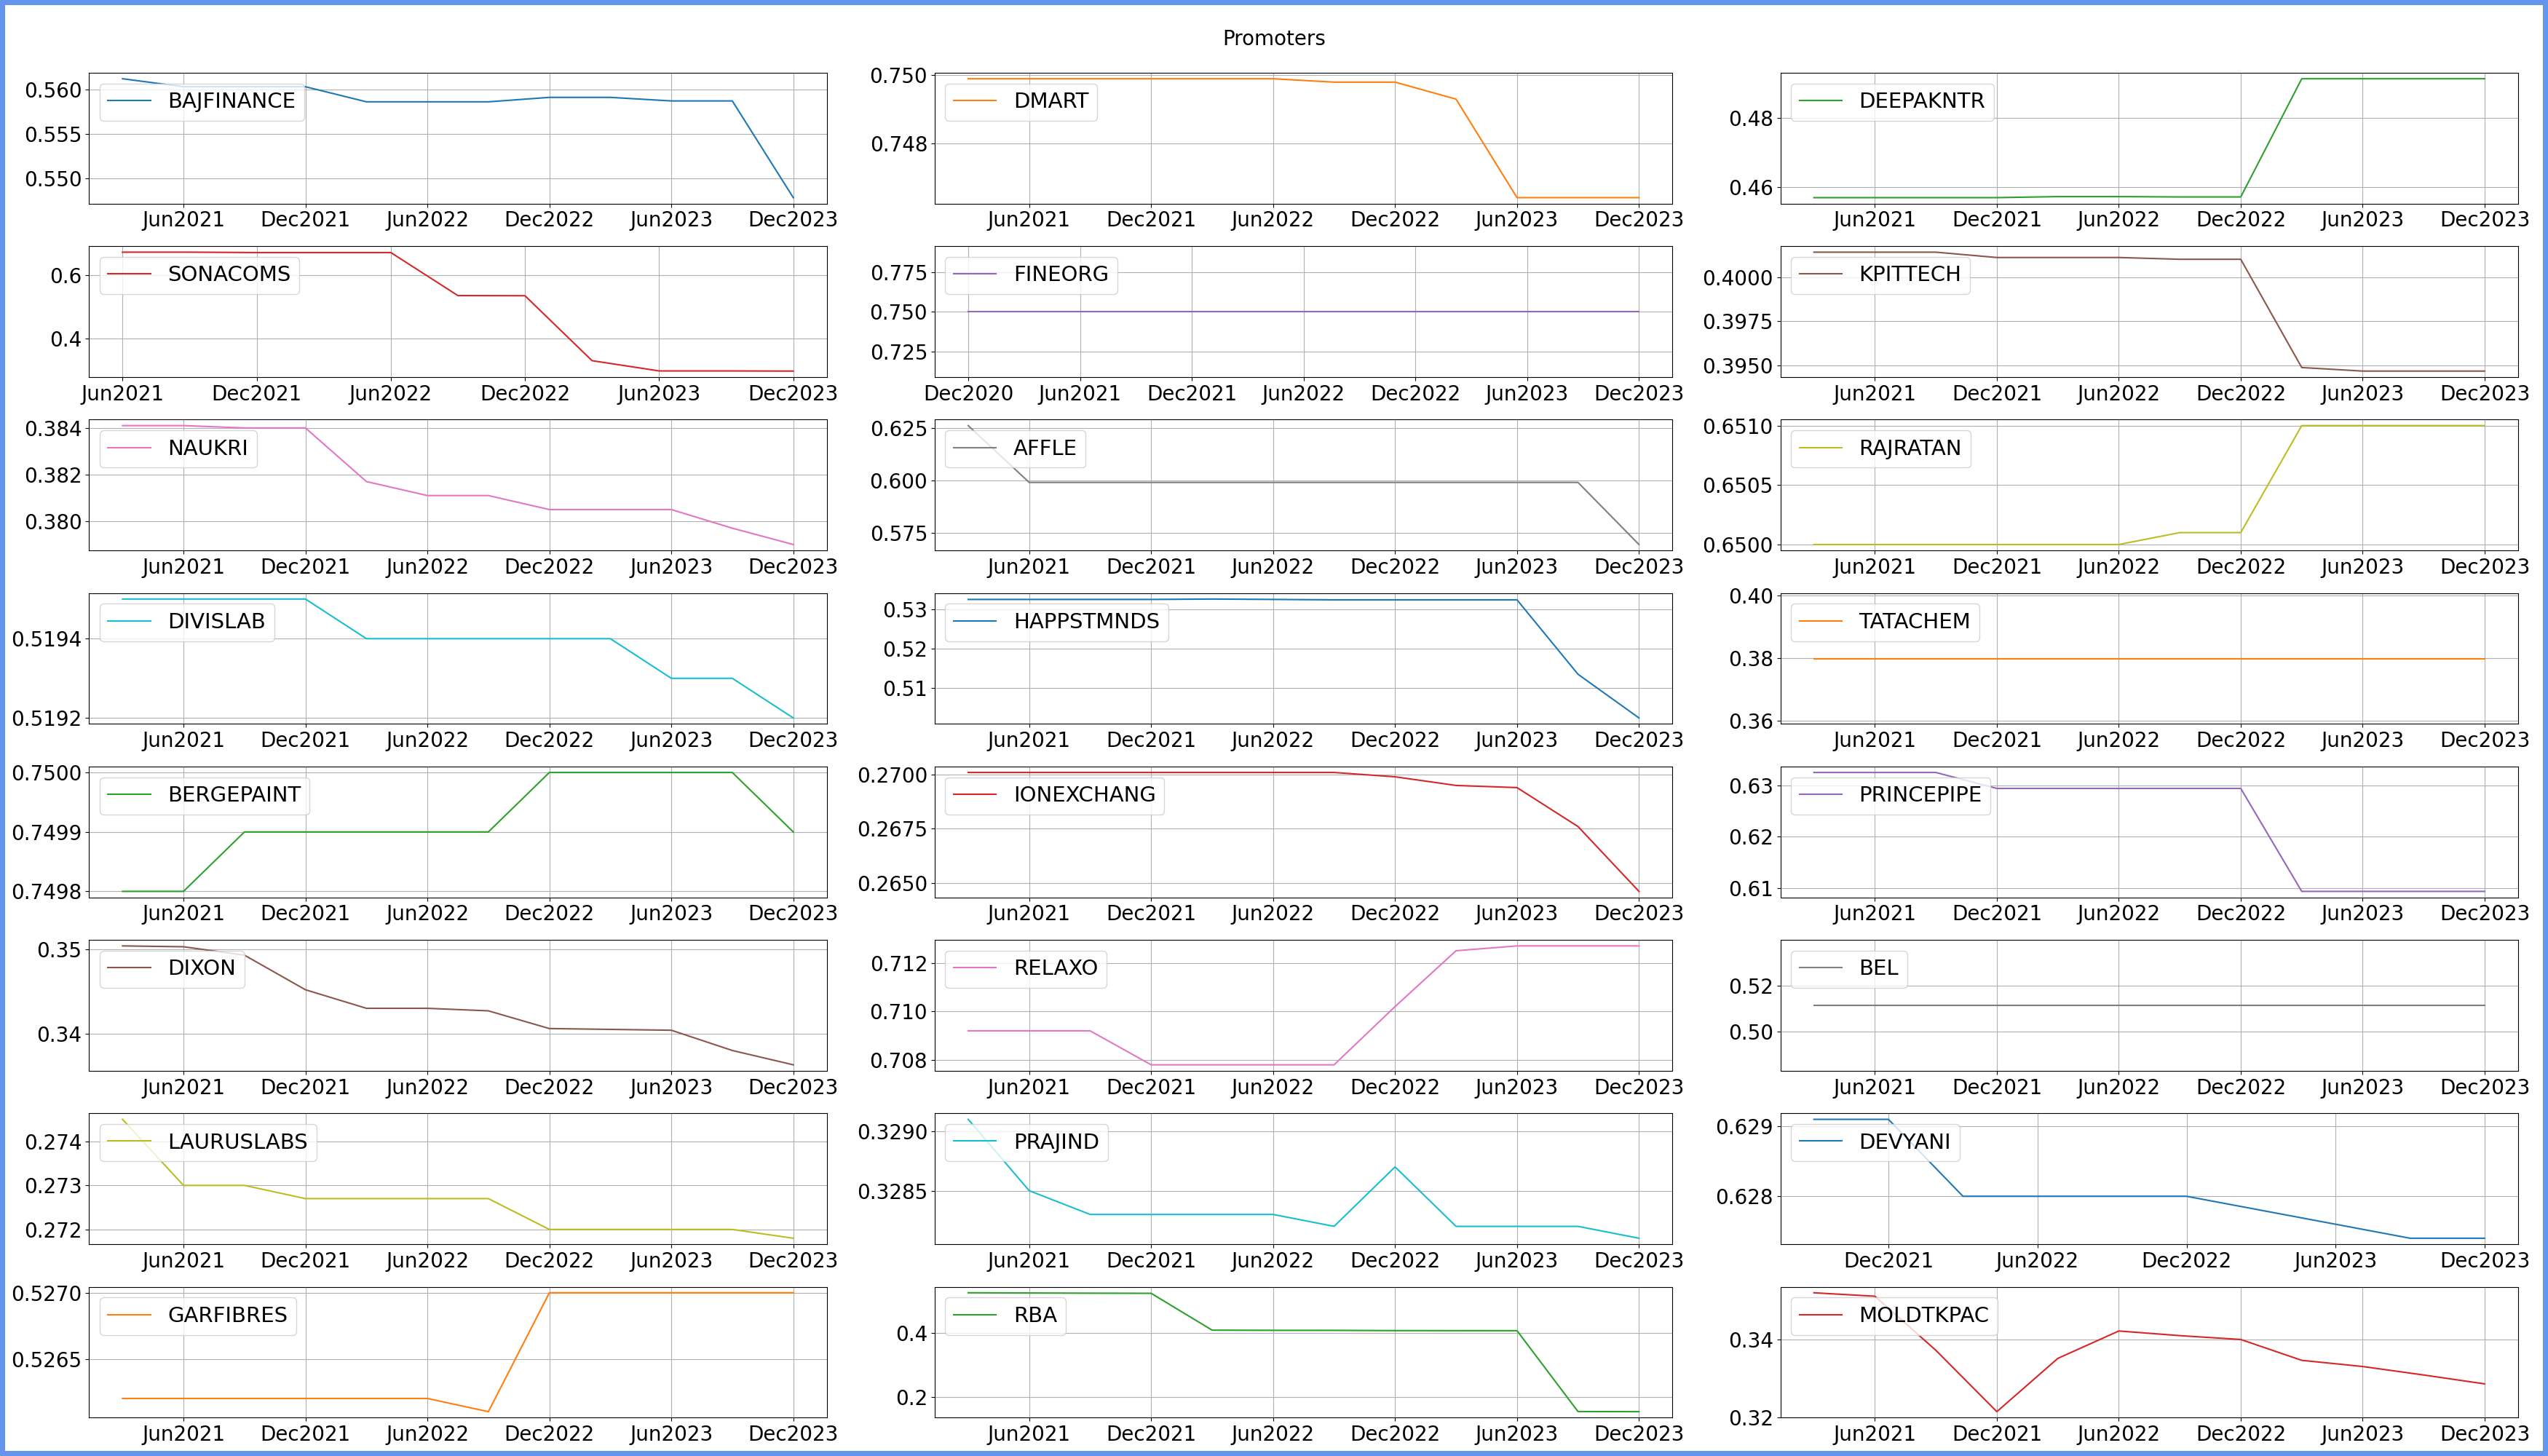 Promoters
0.560
0.555
0.550
BAJFINANCE
Jun2021 Dec2021 Jun2022 Dec2022 Jun2023 Dec2023
0.750
0.748
DMART
Jun2021 Dec2021 Jun2022 Dec2022 Jun2023 Dec2023
0.48
0.46
DEEPAKNTR
Jun2021 Dec2021 Jun2022 Dec2022 Jun2023 Dec2023
0.6
0.4
SONACOMS
Jun2021 Dec2021 Jun2022 Dec2022 Jun2023 Dec2023
0.775
0.750
0.725
FINEORG
Dec2020 Jun2021 Dec2021 Jun2022 Dec2022 Jun2023 Dec2023
0.4000
0.3975
0.3950
KPITTECH
Jun2021 Dec2021 Jun2022 Dec2022 Jun2023 Dec2023
0.384
0.382
0.380
NAUKRI
Jun2021 Dec2021 Jun2022 Dec2022 Jun2023 Dec2023
0.625
0.600
0.575
AFFLE
Jun2021 Dec2021 Jun2022 Dec2022 Jun2023 Dec2023
0.6510
0.6505
0.6500
RAJRATAN
Jun2021 Dec2021 Jun2022 Dec2022 Jun2023 Dec2023
0.5194
0.5192
DIVISLAB
Jun2021 Dec2021 Jun2022 Dec2022 Jun2023 Dec2023
0.53
0.52
0.51
HAPPSTMNDS
Jun2021 Dec2021 Jun2022 Dec2022 Jun2023 Dec2023
0.40
0.38
0.36
TATACHEM
Jun2021 Dec2021 Jun2022 Dec2022 Jun2023 Dec2023
0.7500
0.7499
0.7498
BERGEPAINT
Jun2021 Dec2021 Jun2022 Dec2022 Jun2023 Dec2023
0.2700
0.2675
0.2650
IONEXCHANG
Jun2021 Dec2021 Jun2022 Dec2022 Jun2023 Dec2023
0.63
0.62
0.61
PRINCEPIPE
Jun2021 Dec2021 Jun2022 Dec2022 Jun2023 Dec2023
0.35
0.34
DIXON
Jun2021 Dec2021 Jun2022 Dec2022 Jun2023 Dec2023
0.712
0.710
0.708
RELAXO
Jun2021 Dec2021 Jun2022 Dec2022 Jun2023 Dec2023
0.52
0.50
BEL
Jun2021 Dec2021 Jun2022 Dec2022 Jun2023 Dec2023
0.274
0.273
0.272
LAURUSLABS
Jun2021 Dec2021 Jun2022 Dec2022 Jun2023 Dec2023
0.3290
0.3285
PRAJIND
Jun2021 Dec2021 Jun2022 Dec2022 Jun2023 Dec2023
0.629
0.628
DEVYANI
Dec2021 Jun2022 Dec2022 Jun2023 Dec2023
0.5270
0.5265
GARFIBRES
Jun2021 Dec2021 Jun2022 Dec2022 Jun2023 Dec2023
0.4
0.2
RBA
Jun2021 Dec2021 Jun2022 Dec2022 Jun2023 Dec2023
0.34
0.32
MOLDTKPAC
Jun2021 Dec2021 Jun2022 Dec2022 Jun2023 Dec2023